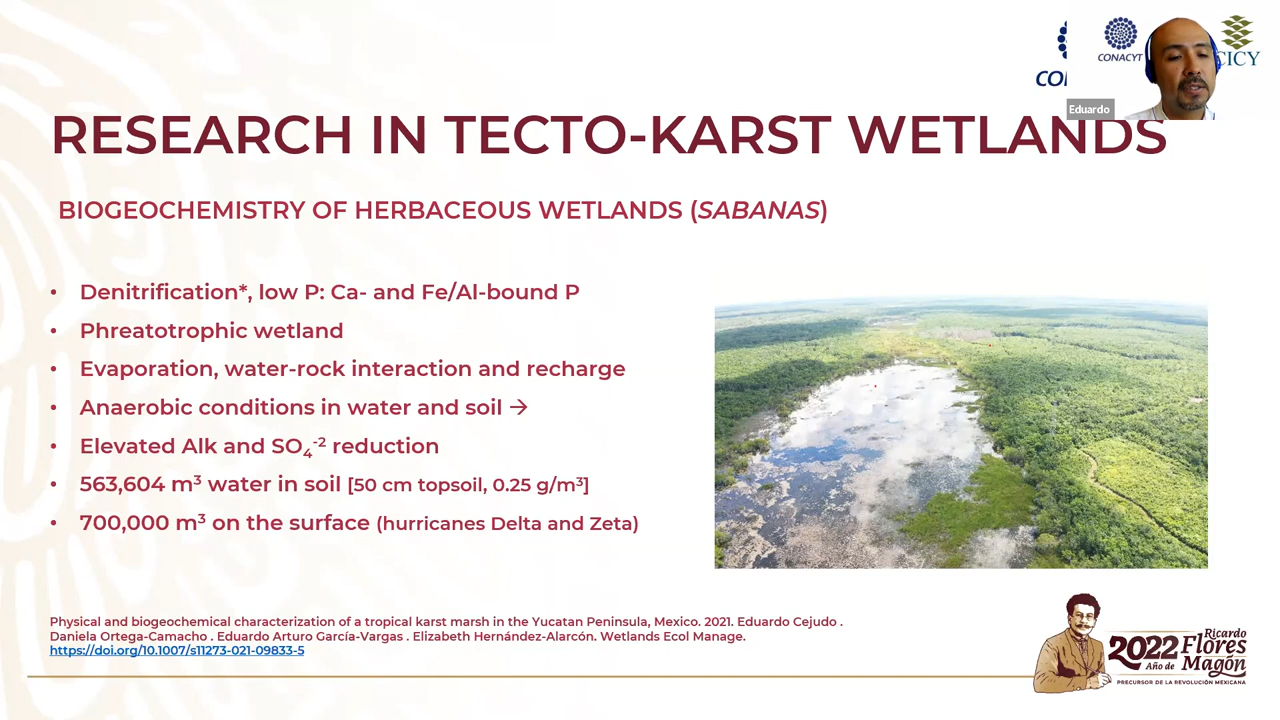 CONACYT
CICY
CO
Eduardo
RESEARCH IN TECTO-KARST WETLANDS
BIOGEOCHEMISTRY OF HERBACEOUS WETLANDS (SABANAS)
• Denitrification*, low P: Ca- and Fe/Al-bound P
• Phreatotrophic wetland
• Evaporation, water-rock interaction and recharge
• Anaerobic conditions in water and soil →
• Elevated Alk and SO₄⁻² reduction
• 563,604 m³ water in soil [50 cm topsoil, 0.25 g/m³]
• 700,000 m³ on the surface (hurricanes Delta and Zeta)
Physical and biogeochemical characterization of a tropical karst marsh in the Yucatan Peninsula, Mexico. 2021. Eduardo Cejudo .
Daniela Ortega-Camacho . Eduardo Arturo García-Vargas . Elizabeth Hernández-Alarcón. Wetlands Ecol Manage.
https://doi.org/10.1007/s11273-021-09833-5
2022 Ricardo
Flores
Año de Magón
PRECURSOR DE LA REVOLUCIÓN MEXICANA